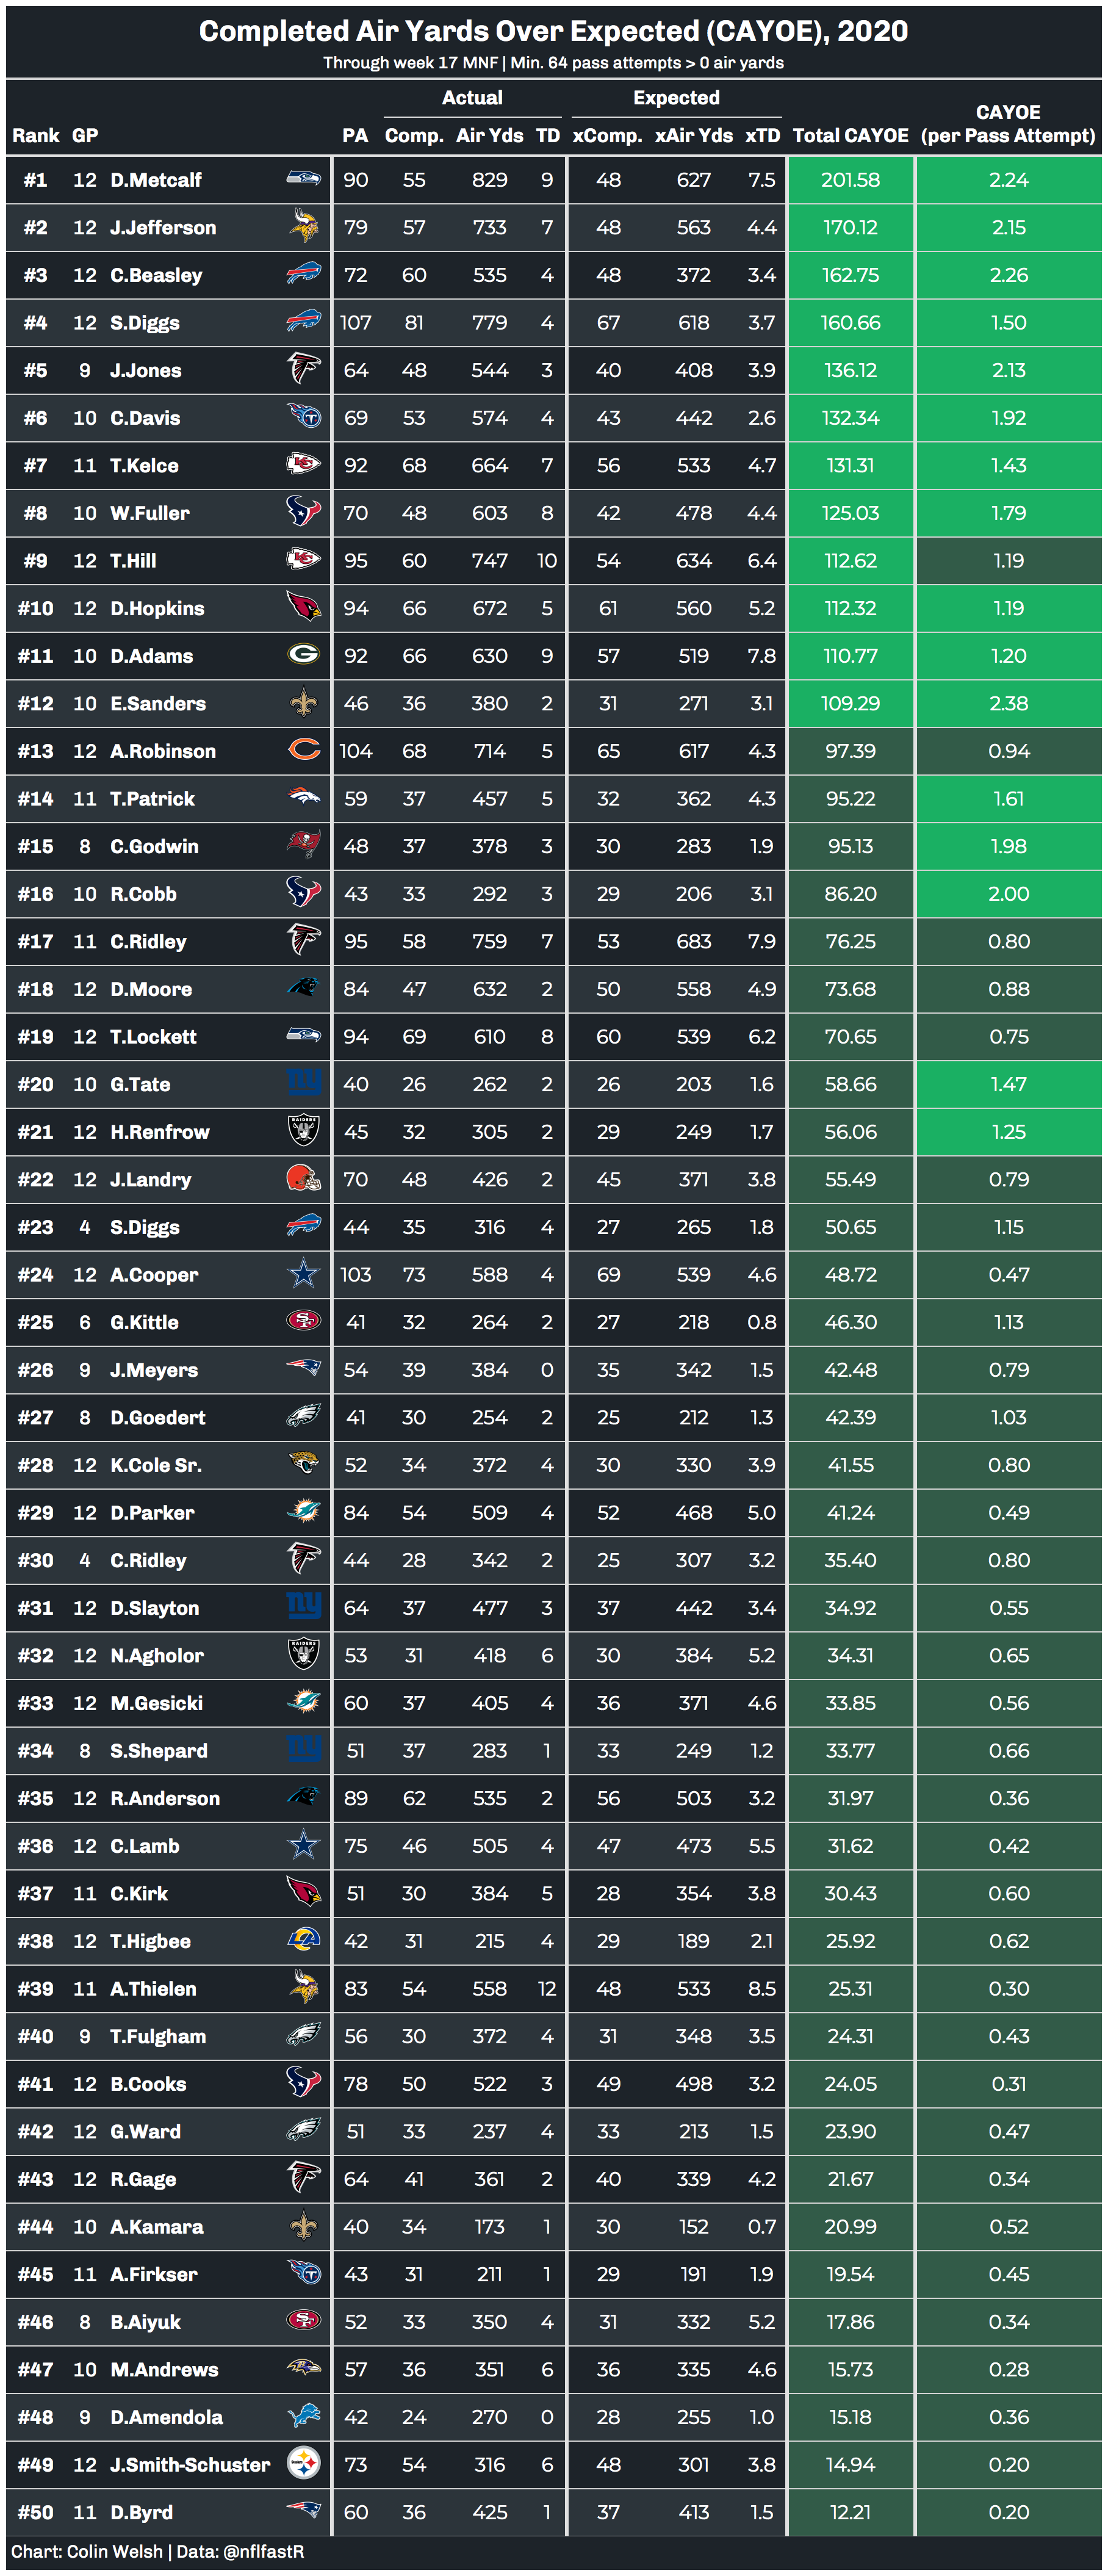 Completed Air Yards Over Expected (CAYOE), 2020
Through week 17 MNF | Min. 64 pass attempts > 0 air yards
Actual Expected
CAYOE
Rank GP PA Comp. Air Yds TD xComp. xAir Yds xTD Total CAYOE (per Pass Attempt)
#1 12 D.Metcalf 90 55 829 9 48 627 7.5 201.58 2.24
#2 12 J.Jefferson 79 57 733 7 48 563 4.4 170.12 2.15
#3 12 C.Beasley 72 60 535 4 48 372 3.4 162.75 2.26
#4 12 S.Diggs 107 81 779 4 67 618 3.7 160.66 1.50
#5 9 J.Jones 64 48 544 3 40 408 3.9 136.12 2.13
#6 10 C.Davis 69 53 574 4 43 442 2.6 132.34 1.92
#7 11 T.Kelce 92 68 664 7 56 533 4.7 131.31 1.43
#8 10 W.Fuller 70 48 603 8 42 478 4.4 125.03 1.79
#9 12 T.Hill 95 60 747 10 54 634 6.4 112.62 1.19
#10 12 D.Hopkins 94 66 672 5 61 560 5.2 112.32 1.19
#11 10 D.Adams 92 66 630 9 57 519 7.8 110.77 1.20
#12 10 E.Sanders 46 36 380 2 31 271 3.1 109.29 2.38
#13 12 A.Robinson 104 68 714 5 65 617 4.3 97.39 0.94
#14 11 T.Patrick 59 37 457 5 32 362 4.3 95.22 1.61
#15 8 C.Godwin 48 37 378 3 30 283 1.9 95.13 1.98
#16 10 R.Cobb 43 33 292 3 29 206 3.1 86.20 2.00
#17 11 C.Ridley 95 58 759 7 53 683 7.9 76.25 0.80
#18 12 D.Moore 84 47 632 2 50 558 4.9 73.68 0.88
#19 12 T.Lockett 94 69 610 8 60 539 6.2 70.65 0.75
#20 10 G.Tate 40 26 262 2 26 203 1.6 58.66 1.47
#21 12 H.Renfrow 45 32 305 2 29 249 1.7 56.06 1.25
#22 12 J.Landry 70 48 426 2 45 371 3.8 55.49 0.79
#23 4 S.Diggs 44 35 316 4 27 265 1.8 50.65 1.15
#24 12 A.Cooper 103 73 588 4 69 539 4.6 48.72 0.47
#25 6 G.Kittle 41 32 264 2 27 218 0.8 46.30 1.13
#26 9 J.Meyers 54 39 384 0 35 342 1.5 42.48 0.79
#27 8 D.Goedert 41 30 254 2 25 212 1.3 42.39 1.03
#28 12 K.Cole Sr. 52 34 372 4 30 330 3.9 41.55 0.80
#29 12 D.Parker 84 54 509 4 52 468 5.0 41.24 0.49
#30 4 C.Ridley 44 28 342 2 25 307 3.2 35.40 0.80
#31 12 D.Slayton 64 37 477 3 37 442 3.4 34.92 0.55
#32 12 N.Agholor 53 31 418 6 30 384 5.2 34.31 0.65
#33 12 M.Gesicki 60 37 405 4 36 371 4.6 33.85 0.56
#34 8 S.Shepard 51 37 283 1 33 249 1.2 33.77 0.66
#35 12 R.Anderson 89 62 535 2 56 503 3.2 31.97 0.36
#36 12 C.Lamb 75 46 505 4 47 473 5.5 31.62 0.42
#37 11 C.Kirk 51 30 384 5 28 354 3.8 30.43 0.60
#38 12 T.Higbee 42 31 215 4 29 189 2.1 25.92 0.62
#39 11 A.Thielen 83 54 558 12 48 533 8.5 25.31 0.30
#40 9 T.Fulgham 56 30 372 4 31 348 3.5 24.31 0.43
#41 12 B.Cooks 78 50 522 3 49 498 3.2 24.05 0.31
#42 12 G.Ward 51 33 237 4 33 213 1.5 23.90 0.47
#43 12 R.Gage 64 41 361 2 40 339 4.2 21.67 0.34
#44 10 A.Kamara 40 34 173 1 30 152 0.7 20.99 0.52
#45 11 A.Firkser 43 31 211 1 29 191 1.9 19.54 0.45
#46 8 B.Aiyuk 52 33 350 4 31 332 5.2 17.86 0.34
#47 10 M.Andrews 57 36 351 6 36 335 4.6 15.73 0.28
#48 9 D.Amendola 42 24 270 0 28 255 1.0 15.18 0.36
#49 12 J.Smith-Schuster 73 54 316 6 48 301 3.8 14.94 0.20
#50 11 D.Byrd 60 36 425 1 37 413 1.5 12.21 0.20
Chart: Colin Welsh | Data: @nflfastR